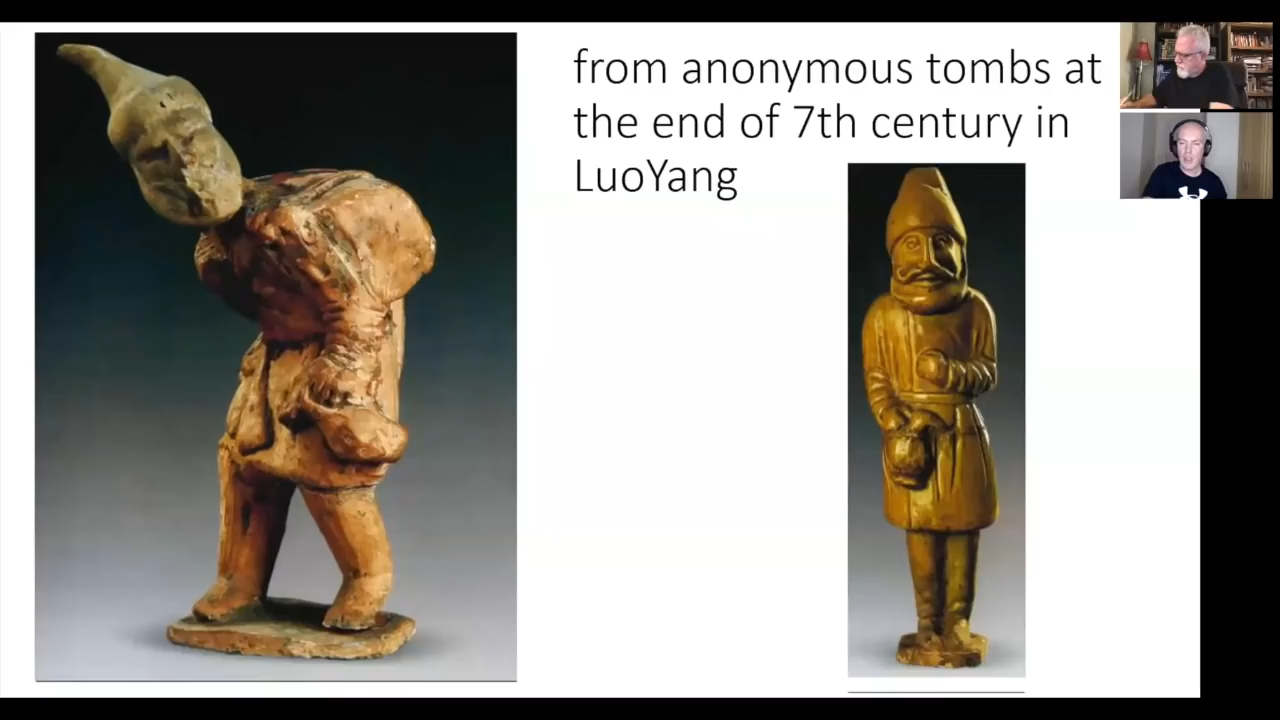 from anonymous tombs at
the end of 7th century in
LuoYang